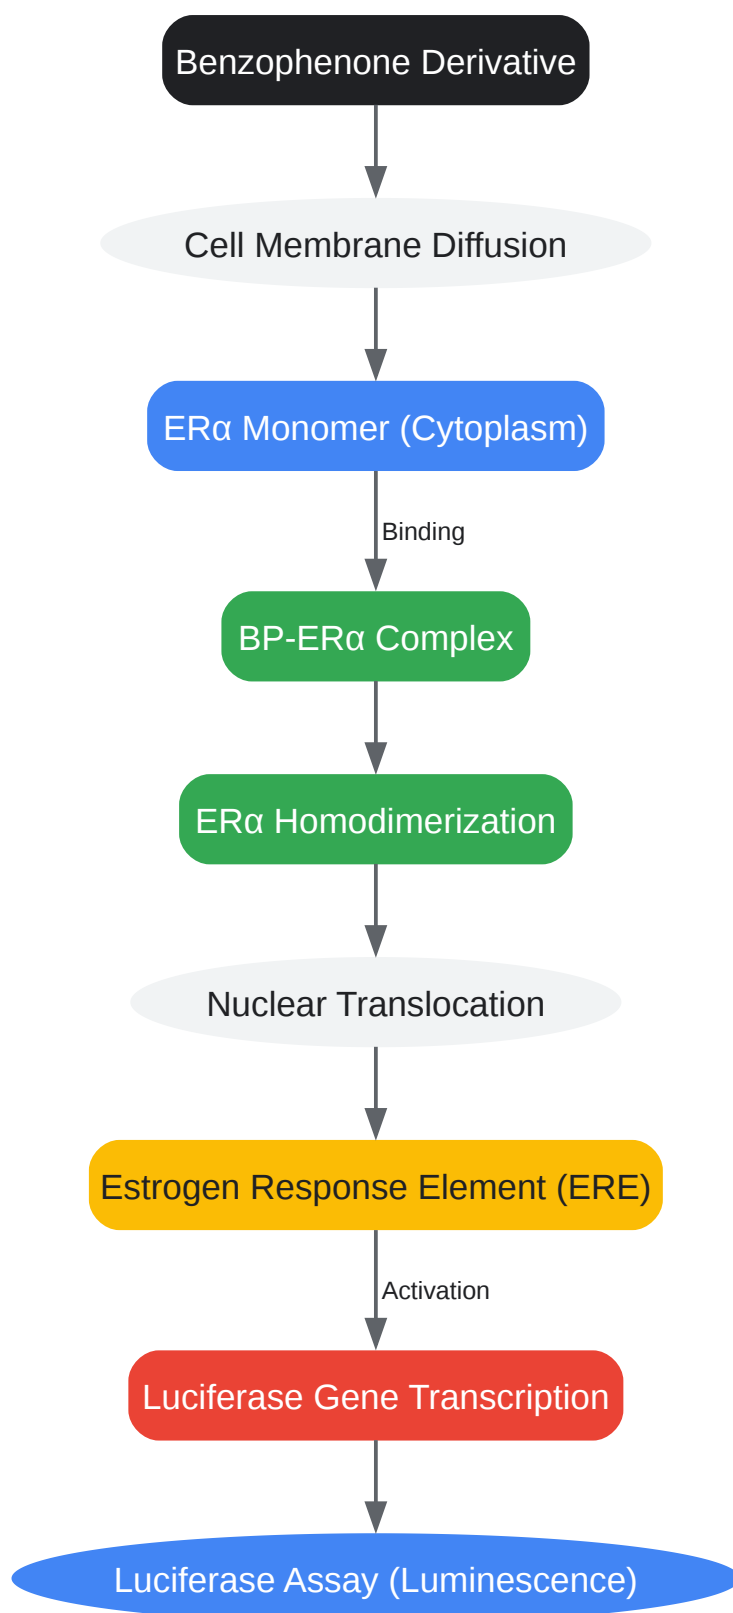 Benzophenone Derivative
Cell Membrane Diffusion
ERα Monomer (Cytoplasm)
Binding
BP-ERα Complex
ERα Homodimerization
Nuclear Translocation
Estrogen Response Element (ERE)
Activation
Luciferase Gene Transcription
Luciferase Assay (Luminescence)